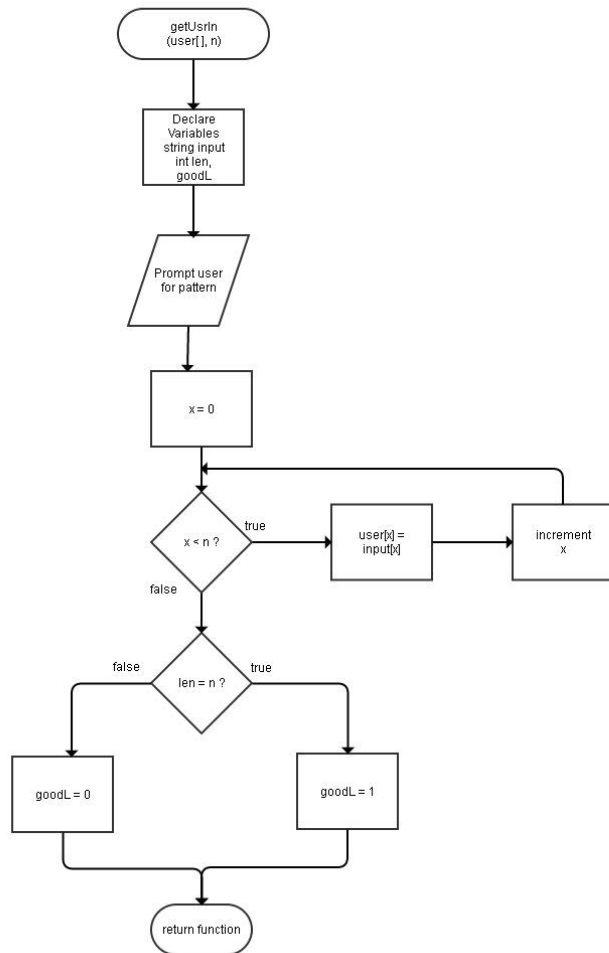 getUsrIn
(user[ ], n)
Declare
Variables
string input
int len,
goodL
Prompt user
for pattern
x = 0
x < n ?
true
user[x] =
input[x]
increment
x
false
len = n ?
false
true
goodL = 0
goodL = 1
return function